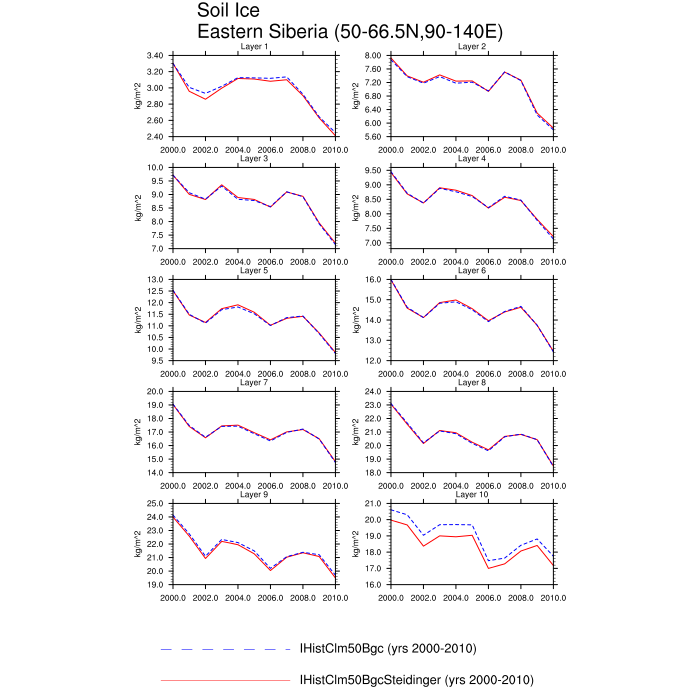 Soil Ice
Eastern Siberia (50-66.5N,90-140E)
Layer 1
kg/m^2
3.40
3.20
3.00
2.80
2.60
2.40
2000.0 2002.0 2004.0 2006.0 2008.0 2010.0
Layer 2
kg/m^2
8.00
7.60
7.20
6.80
6.40
6.00
5.60
2000.0 2002.0 2004.0 2006.0 2008.0 2010.0
Layer 3
kg/m^2
10.0
9.5
9.0
8.5
8.0
7.5
7.0
2000.0 2002.0 2004.0 2006.0 2008.0 2010.0
Layer 4
kg/m^2
9.50
9.00
8.50
8.00
7.50
7.00
2000.0 2002.0 2004.0 2006.0 2008.0 2010.0
Layer 5
kg/m^2
13.0
12.5
12.0
11.5
11.0
10.5
10.0
9.5
2000.0 2002.0 2004.0 2006.0 2008.0 2010.0
Layer 6
kg/m^2
16.0
15.0
14.0
13.0
12.0
2000.0 2002.0 2004.0 2006.0 2008.0 2010.0
Layer 7
kg/m^2
20.0
19.0
18.0
17.0
16.0
15.0
14.0
2000.0 2002.0 2004.0 2006.0 2008.0 2010.0
Layer 8
kg/m^2
24.0
23.0
22.0
21.0
20.0
19.0
18.0
2000.0 2002.0 2004.0 2006.0 2008.0 2010.0
Layer 9
kg/m^2
25.0
24.0
23.0
22.0
21.0
20.0
19.0
2000.0 2002.0 2004.0 2006.0 2008.0 2010.0
Layer 10
kg/m^2
21.0
20.0
19.0
18.0
17.0
16.0
2000.0 2002.0 2004.0 2006.0 2008.0 2010.0
IHistClm50Bgc (yrs 2000-2010)
IHistClm50BgcSteidinger (yrs 2000-2010)